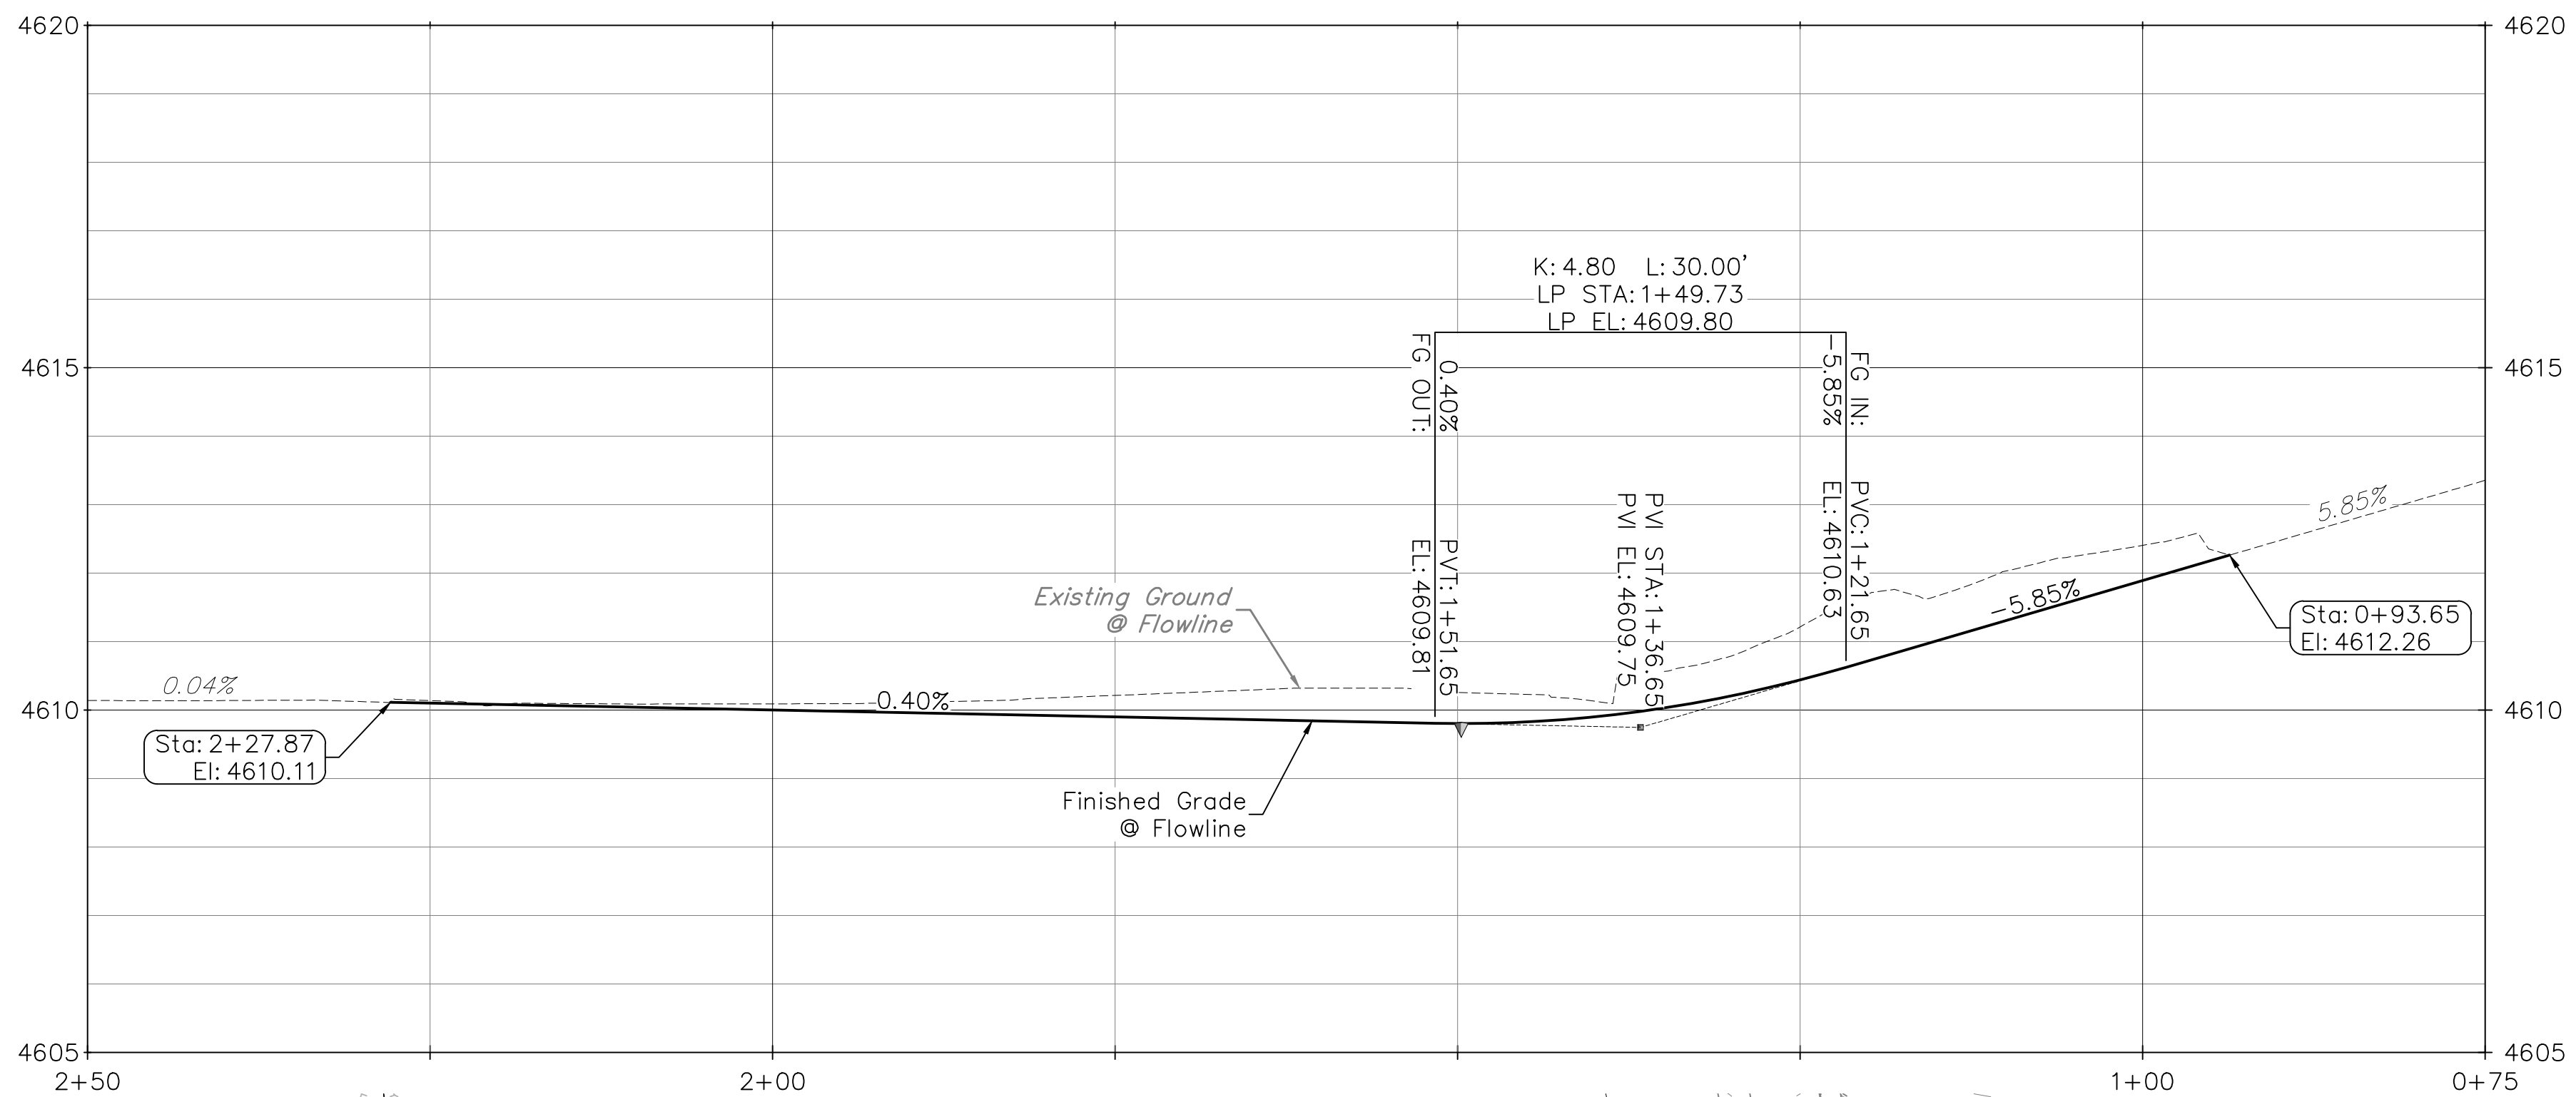 4620
4620
K: 4.80 L: 30.00'
LP STA: 1+49.73
LP EL: 4609.80
4615
4615
FG OUT:
0.40%
-5.85%
FG IN:
EL: 4609.81
PVT: 1+51.65
PVI EL: 4609.75
PVI STA: 1+36.65
EL: 4610.63
PVC: 1+21.65
5.85%
Existing Ground
@ Flowline
-5.85%
Sta: 0+93.65
El: 4612.26
0.04%
0.40%
4610
4610
Sta: 2+27.87
El: 4610.11
Finished Grade
@ Flowline
4605
4605
2+50
2+00
1+00
0+75